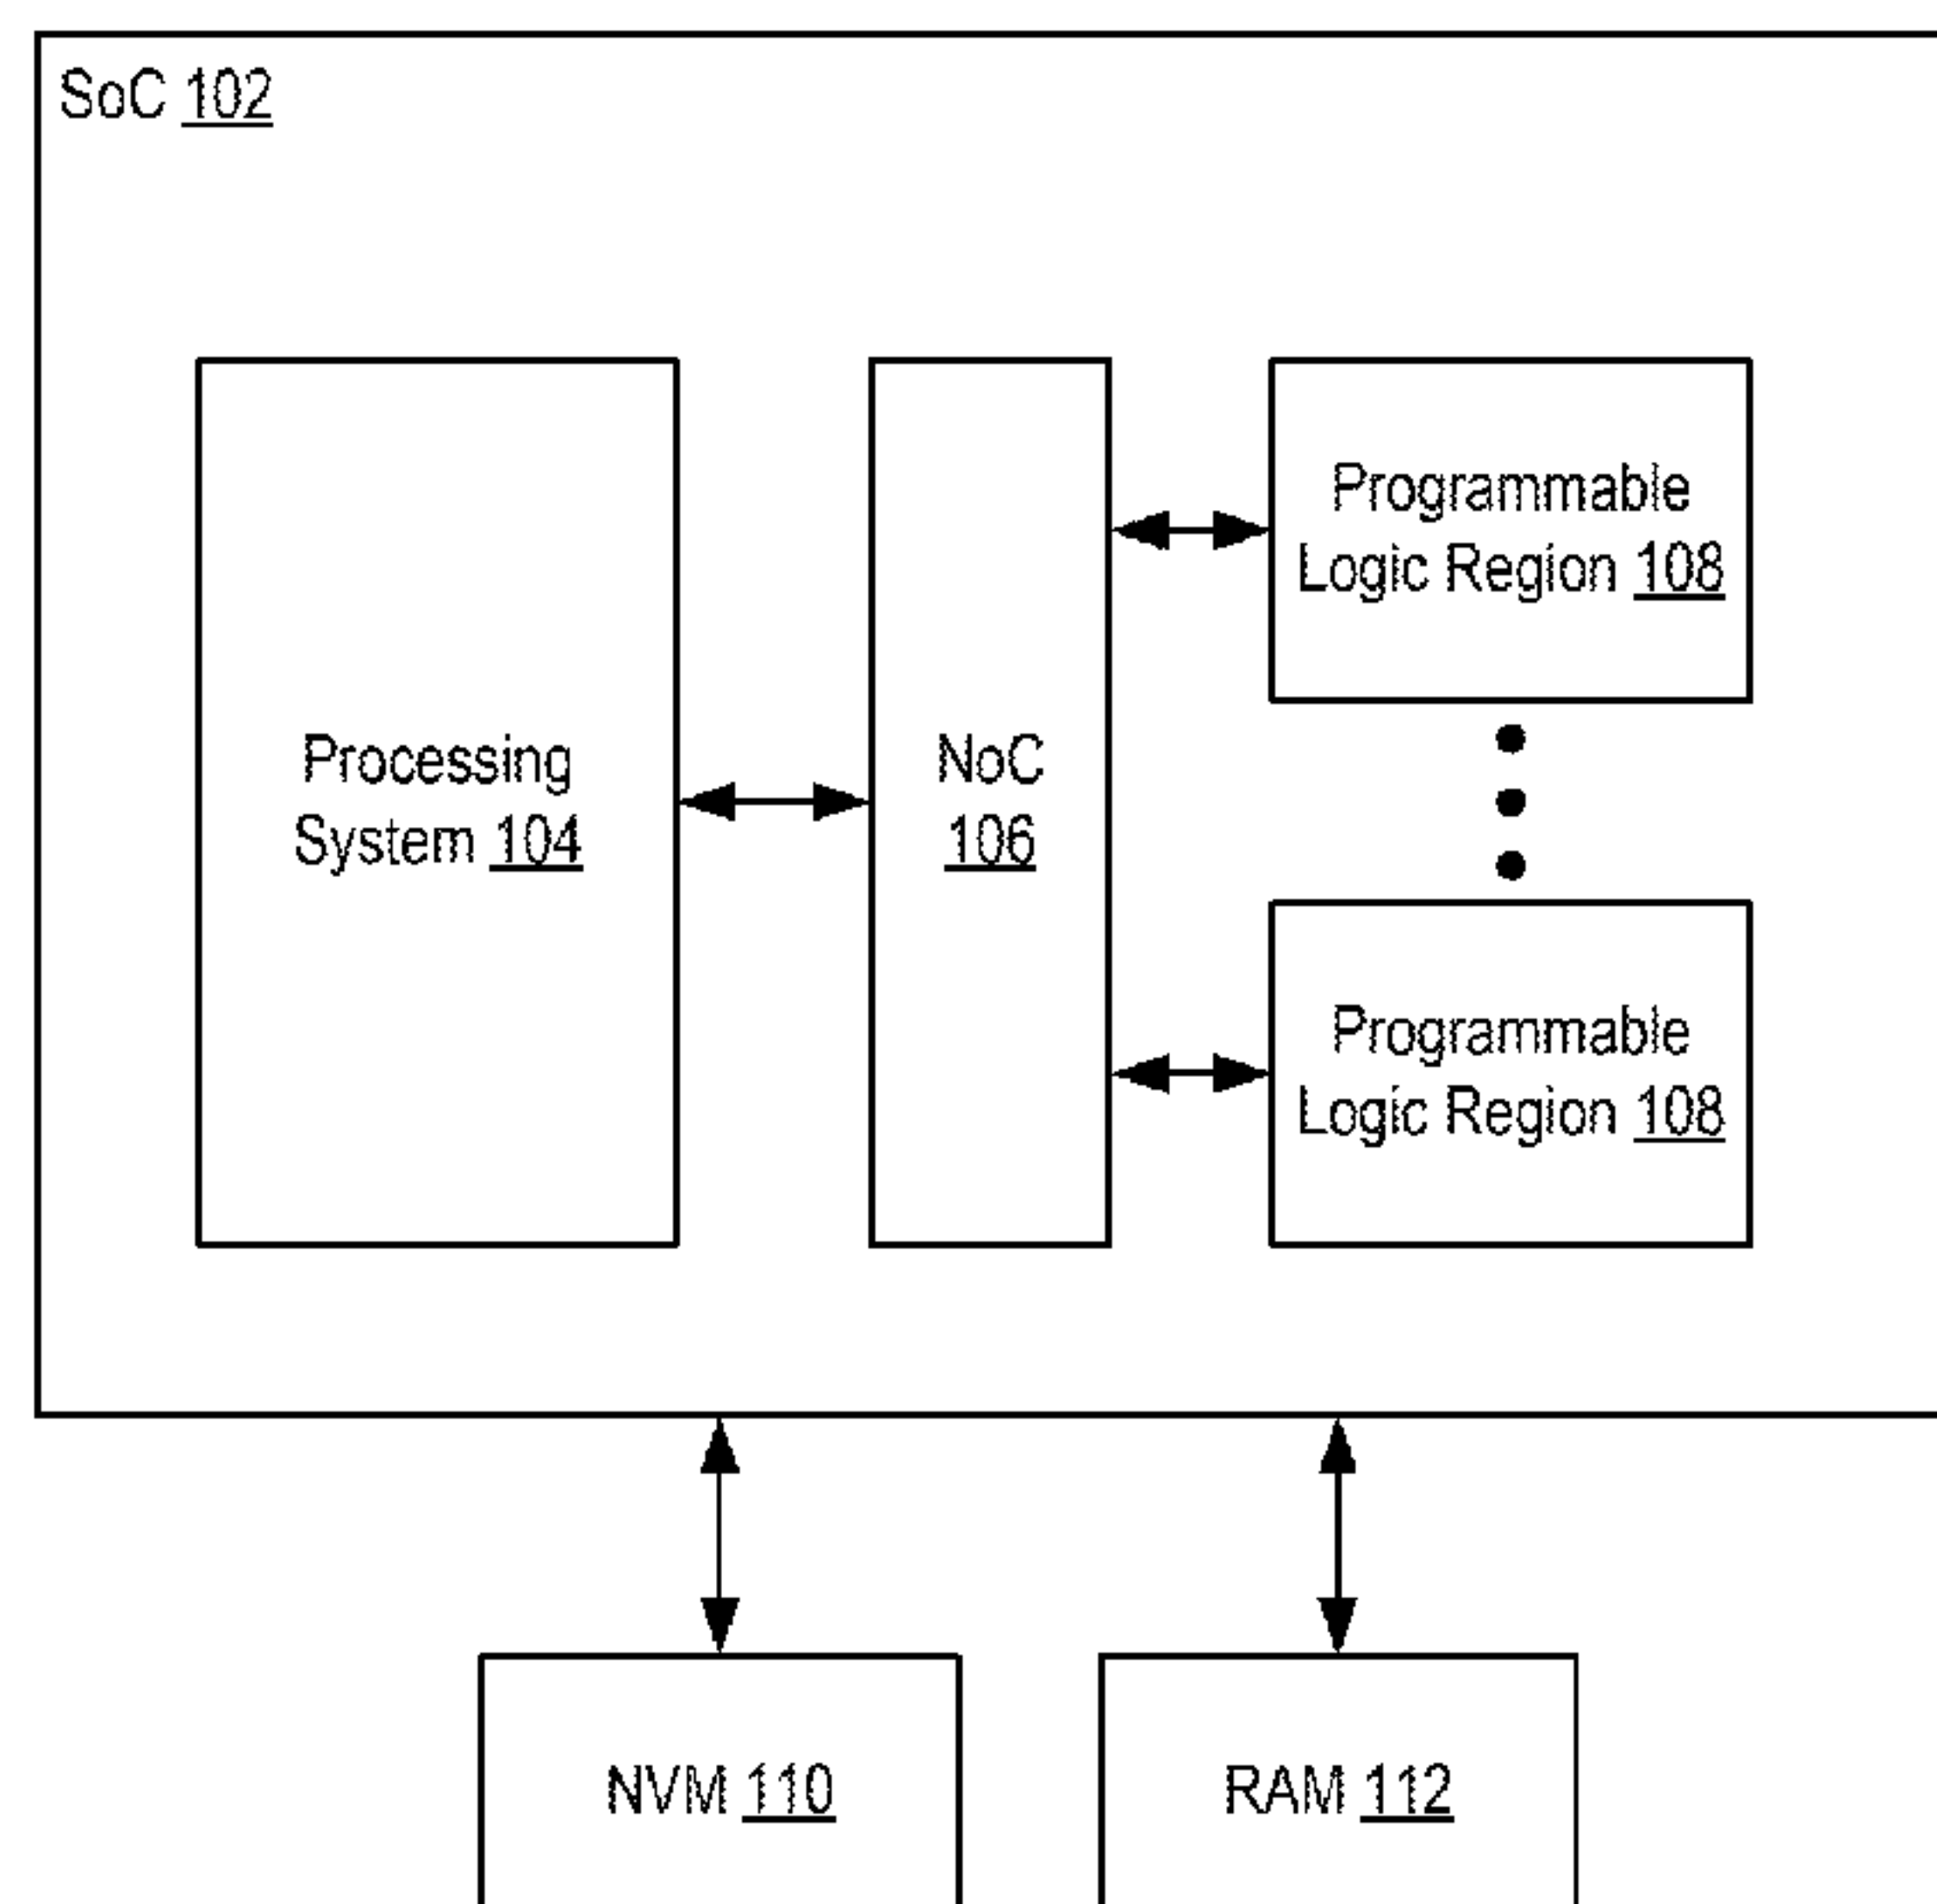 SoC 102
Programmable
Logic Region 108
Processing
System 104
NoC
106
Programmable
Logic Region 108
NVM 110
RAM 112